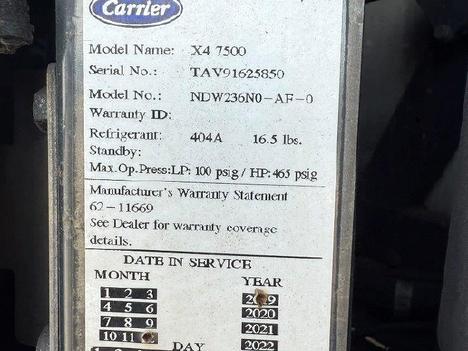 Carrier
Model Name: X4 7500
Serial No.: TAV91625850
Model No.: NDW236N0-AF-0
Warranty ID:
Refrigerant: 404A 16.5 lbs.
Standby:
Max.Op.Press:LP: 100 psig / HP: 465 psig
Manufacturer's Warranty Statement
62-11669
See Dealer for warranty coverage
details.
DATE IN SERVICE
MONTH YEAR
1 2 3 2019
4 5 6 2020
7 8 9 2021
10 11 2022
DAY